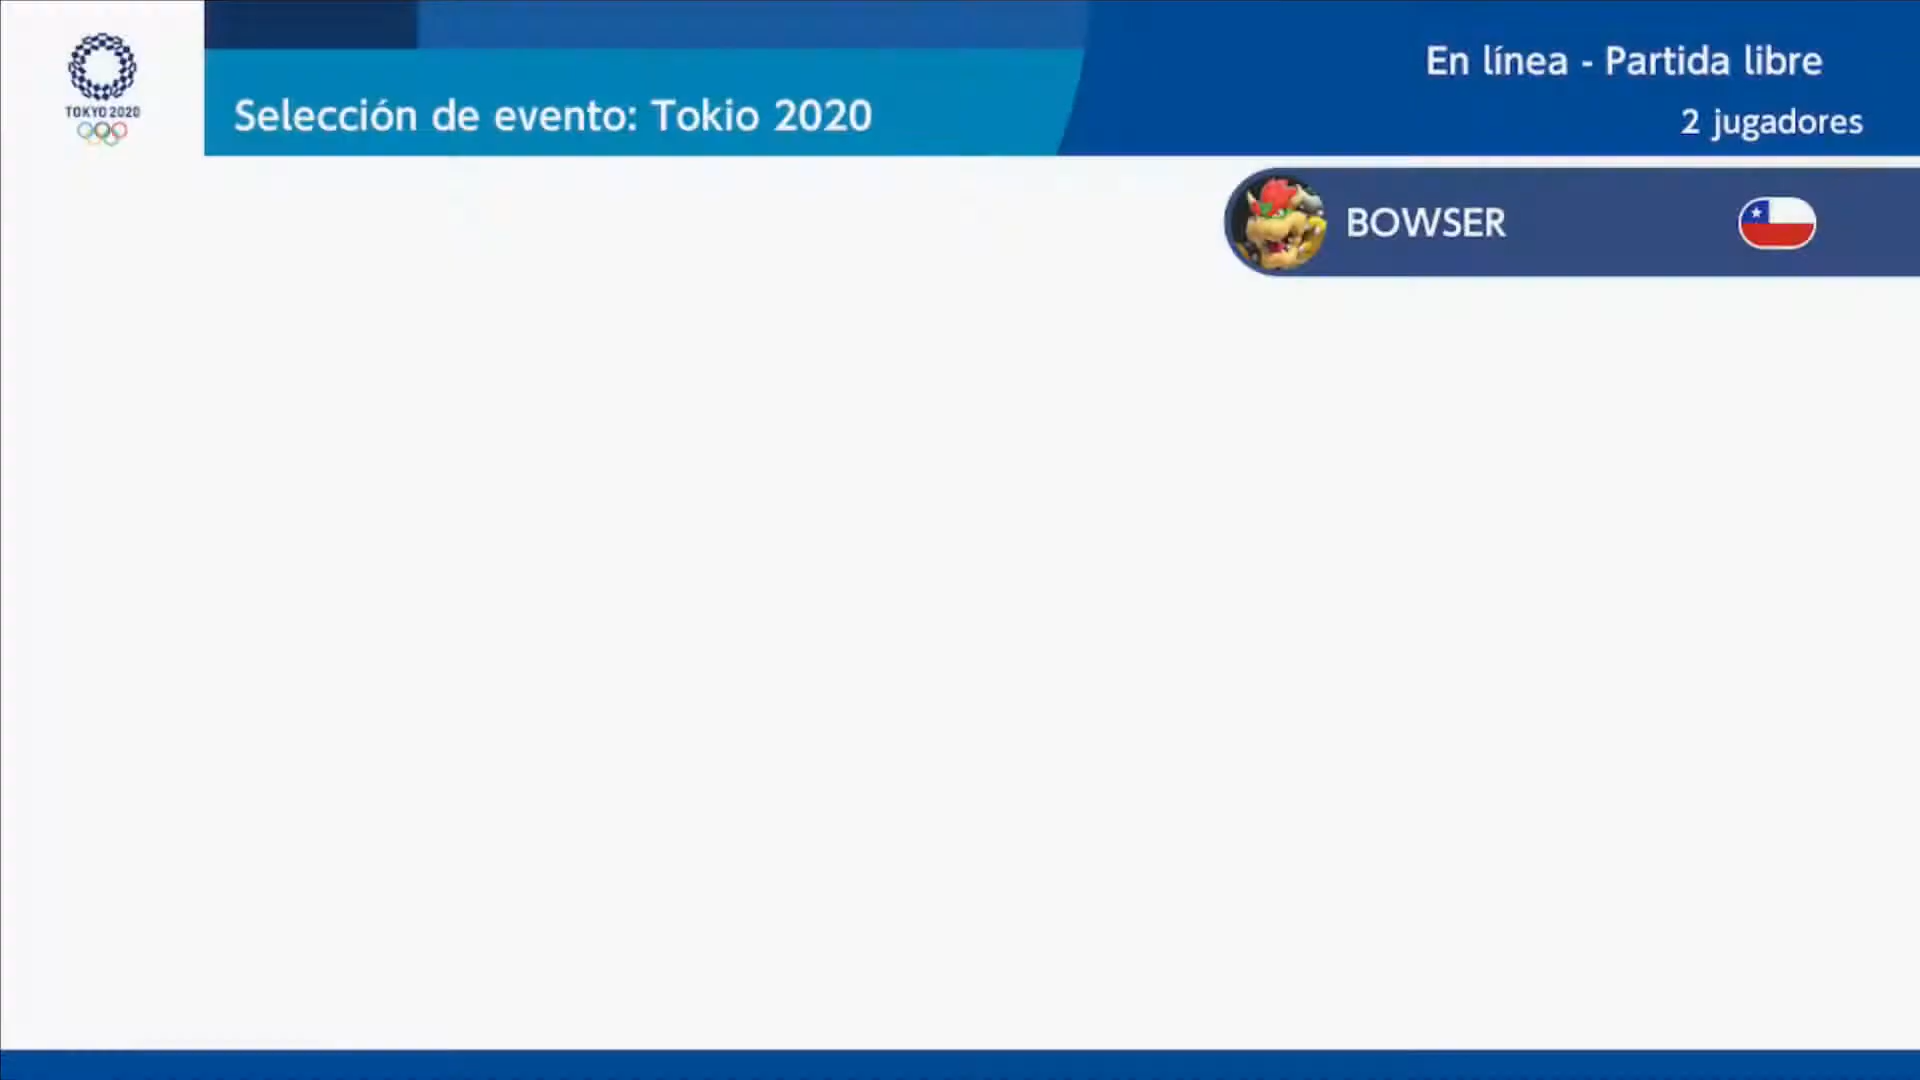 TOKYO 2020
Selección de evento: Tokio 2020
En línea - Partida libre
2 jugadores
BOWSER